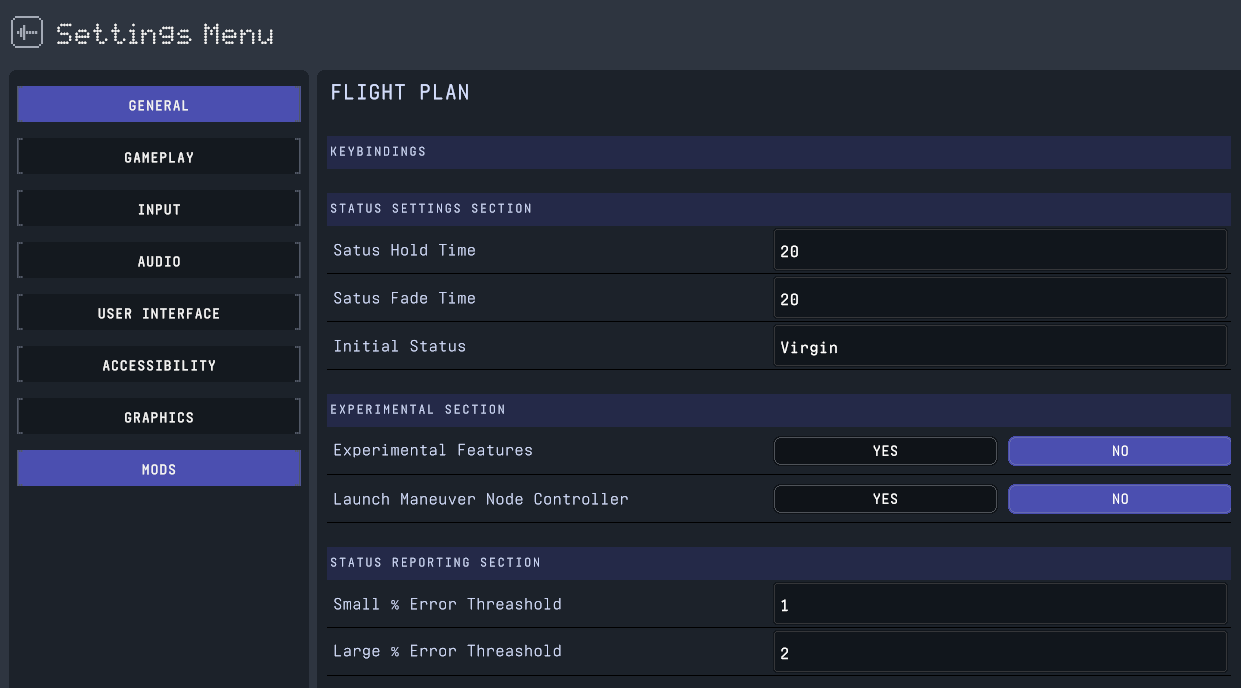 Settings Menu
GENERAL
GAMEPLAY
INPUT
AUDIO
USER INTERFACE
ACCESSIBILITY
GRAPHICS
MODS
FLIGHT PLAN
KEYBINDINGS
STATUS SETTINGS SECTION
Satus Hold Time 20
Satus Fade Time 20
Initial Status Virgin
EXPERIMENTAL SECTION
Experimental Features YES NO
Launch Maneuver Node Controller YES NO
STATUS REPORTING SECTION
Small % Error Threashold 1
Large % Error Threashold 2